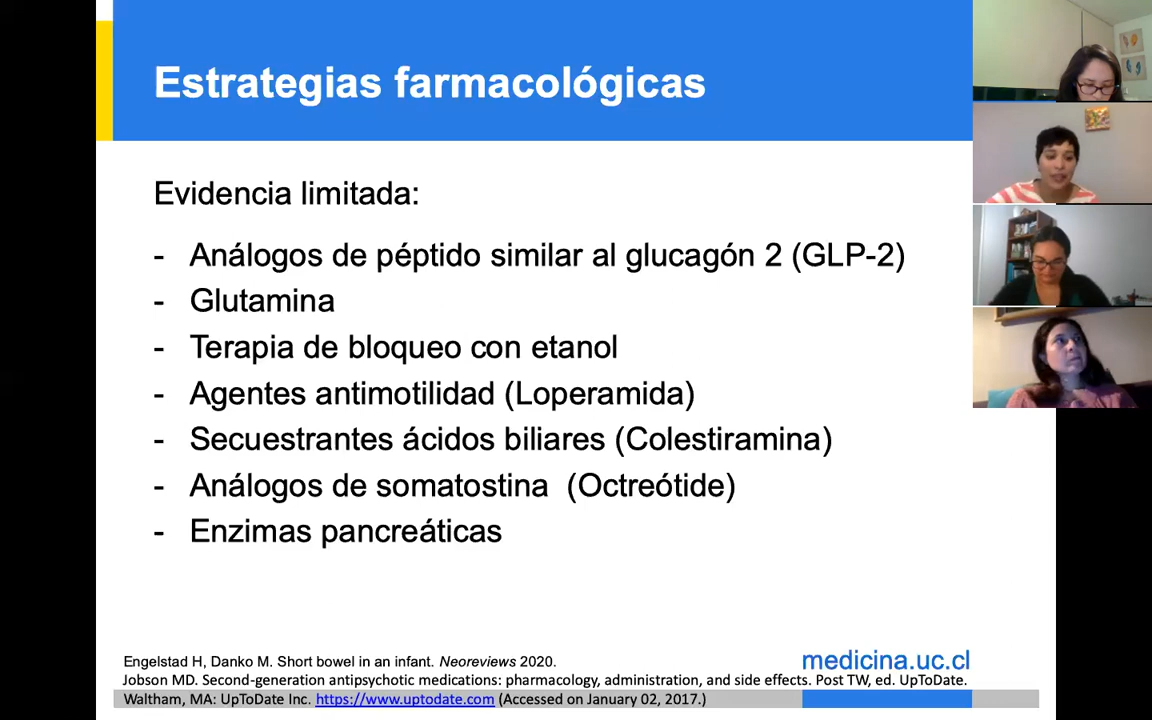 Estrategias farmacológicas
Evidencia limitada:
- Análogos de péptido similar al glucagón 2 (GLP-2)
- Glutamina
- Terapia de bloqueo con etanol
- Agentes antimotilidad (Loperamida)
- Secuestrantes ácidos biliares (Colestiramina)
- Análogos de somatostina (Octreótide)
- Enzimas pancreáticas
Engelstad H, Danko M. Short bowel in an infant. Neoreviews 2020.
medicina.uc.cl
Jobson MD. Second-generation antipsychotic medications: pharmacology, administration, and side effects. Post TW, ed. UpToDate.
Waltham, MA: UpToDate Inc. https://www.uptodate.com (Accessed on January 02, 2017.)